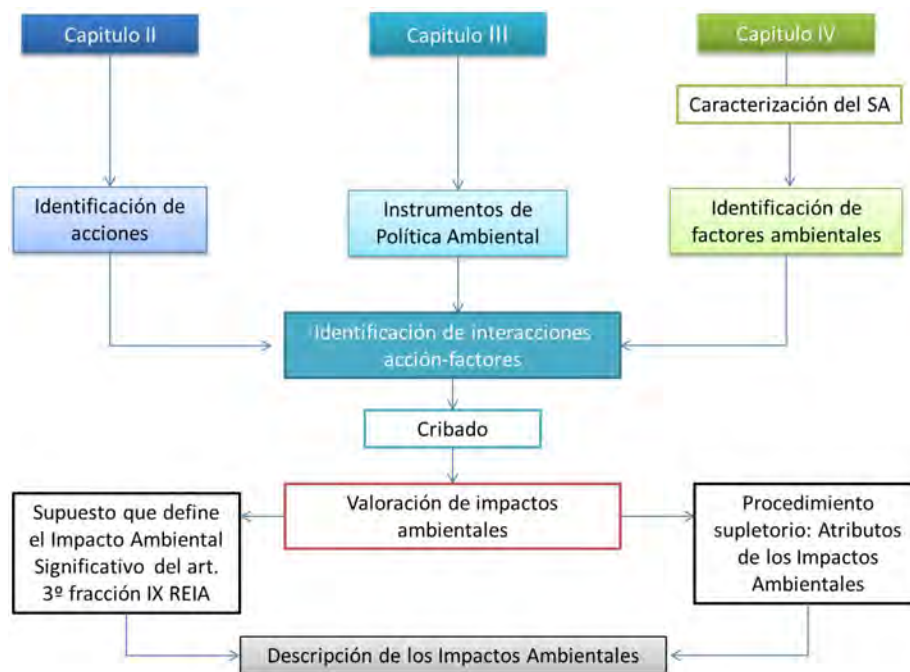 Capitulo II
Capitulo III
Capitulo IV
Caracterización del SA
Identificación de
acciones
Instrumentos de
Política Ambiental
Identificación de
factores ambientales
Identificación de interacciones
acción-factores
Cribado
Valoración de impactos
ambientales
Supuesto que define
el Impacto Ambiental
Significativo del art.
3º fracción IX REIA
Procedimiento
supletorio: Atributos
de los Impactos
Ambientales
Descripción de los Impactos Ambientales